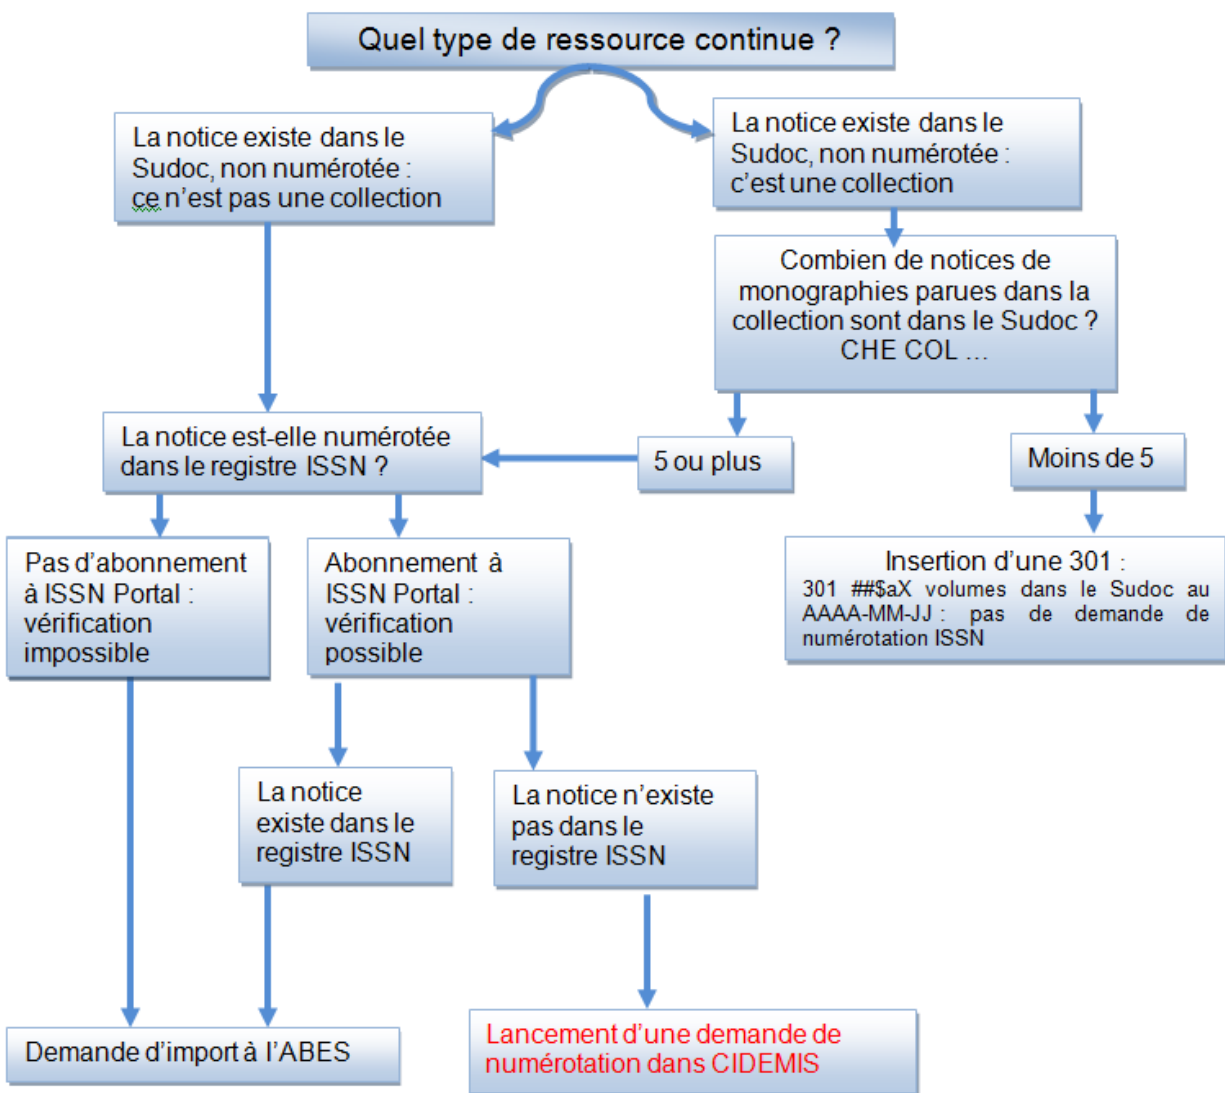 Quel type de ressource continue ?
La notice existe dans le
Sudoc, non numérotée :
ce n’est pas une collection
La notice existe dans le
Sudoc, non numérotée :
c’est une collection
Combien de notices de
monographies parues dans la
collection sont dans le Sudoc ?
CHE COL …
La notice est-elle numérotée
dans le registre ISSN ?
5 ou plus
Moins de 5
Pas d’abonnement
à ISSN Portal :
vérification
impossible
Abonnement à
ISSN Portal :
vérification
possible
Insertion d’une 301 :
301 ##$aX volumes dans le Sudoc au
AAAA-MM-JJ : pas de demande de
numérotation ISSN
La notice
existe dans le
registre ISSN
La notice n’existe
pas dans le
registre ISSN
Demande d’import à l’ABES
Lancement d’une demande de
numérotation dans CIDEMIS